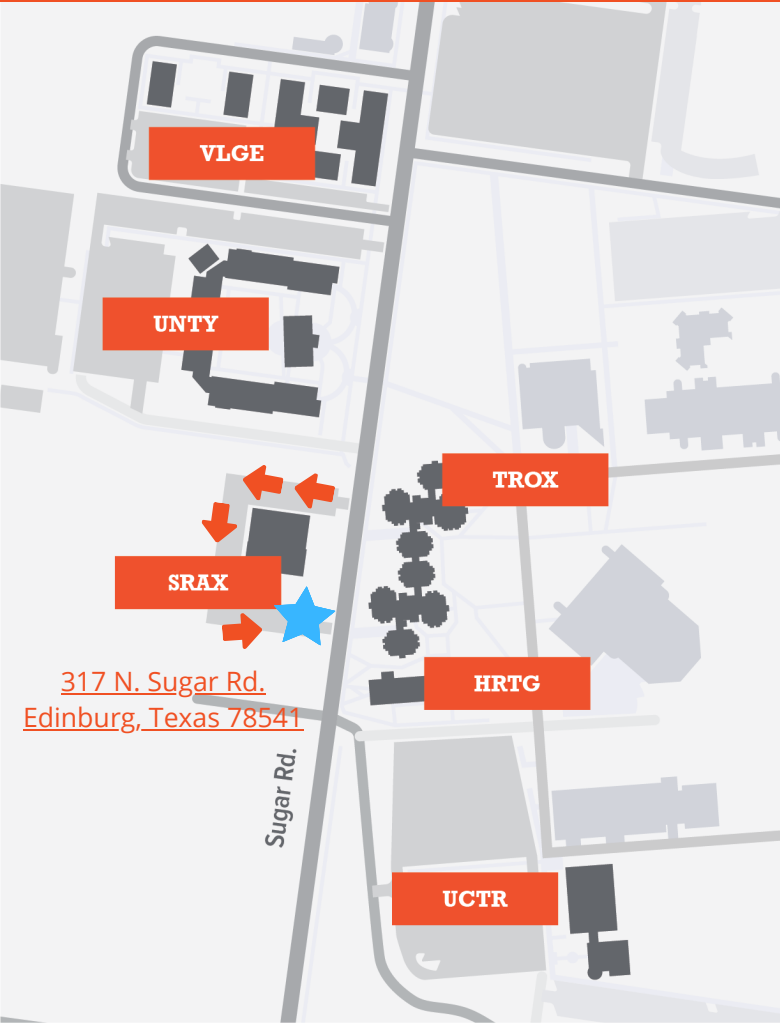 VLGE
UNTY
TROX
SRAX
HRTG
317 N. Sugar Rd.
Edinburg, Texas 78541
Sugar Rd.
UCTR